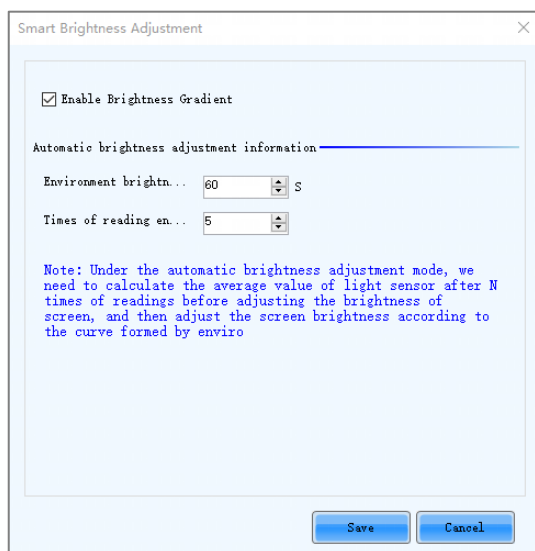 Smart Brightness Adjustment
Enable Brightness Gradient
Automatic brightness adjustment information
Environment brightn... 60 S
Times of reading en... 5
Note: Under the automatic brightness adjustment mode, we
need to calculate the average value of light sensor after N
times of readings before adjusting the brightness of
screen, and then adjust the screen brightness according to
the curve formed by enviro
Save Cancel